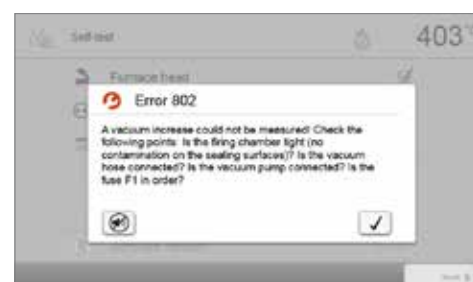 Self-test
403°
Furnace head
Error 802
A vacuum increase could not be measured! Check the
following points: Is the firing chamber tight (no
contamination on the sealing surfaces)? Is the vacuum
hose connected? Is the vacuum pump connected? Is the
fuse F1 in order?